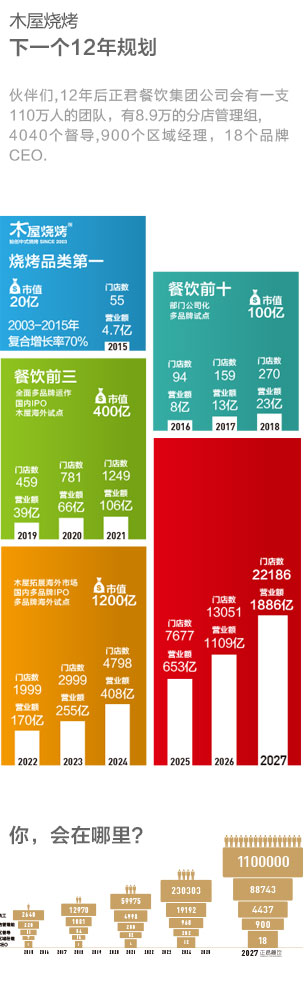 木屋烧烤
下一个12年规划
伙伴们,12年后正君餐饮集团公司会有一支
110万人的团队，有8.9万的分店管理组,
4040个督导,900个区域经理，18个品牌
CEO.
木屋烧烤
始创中式烧烤 SINCE 2003
烧烤品类第一
市值
20亿
门店数
55
营业额
4.7亿
2003-2015年
复合增长率70%
2015
餐饮前十
部门公司化
多品牌试点
市值
100亿
门店数 门店数 门店数
94 159 270
营业额 营业额 营业额
8亿 13亿 23亿
2016 2017 2018
餐饮前三
全面多品牌运作
国内IPO
木屋海外试点
市值
400亿
门店数 门店数 门店数
459 781 1249
营业额 营业额 营业额
39亿 66亿 106亿
2019 2020 2021
木屋拓展海外市场
国内多品牌IPO
多品牌海外试点
市值
1200亿
门店数 门店数 门店数
1999 2999 4798
营业额 营业额 营业额
170亿 255亿 408亿
2022 2023 2024
门店数 门店数 门店数
7677 13051 22186
营业额 营业额 营业额
653亿 1109亿 1886亿
2025 2026 2027
你，会在哪里?
2640 12970 59975 230303 1100000
220 1081 4998 19192 88743
960 4437
900
18
2027